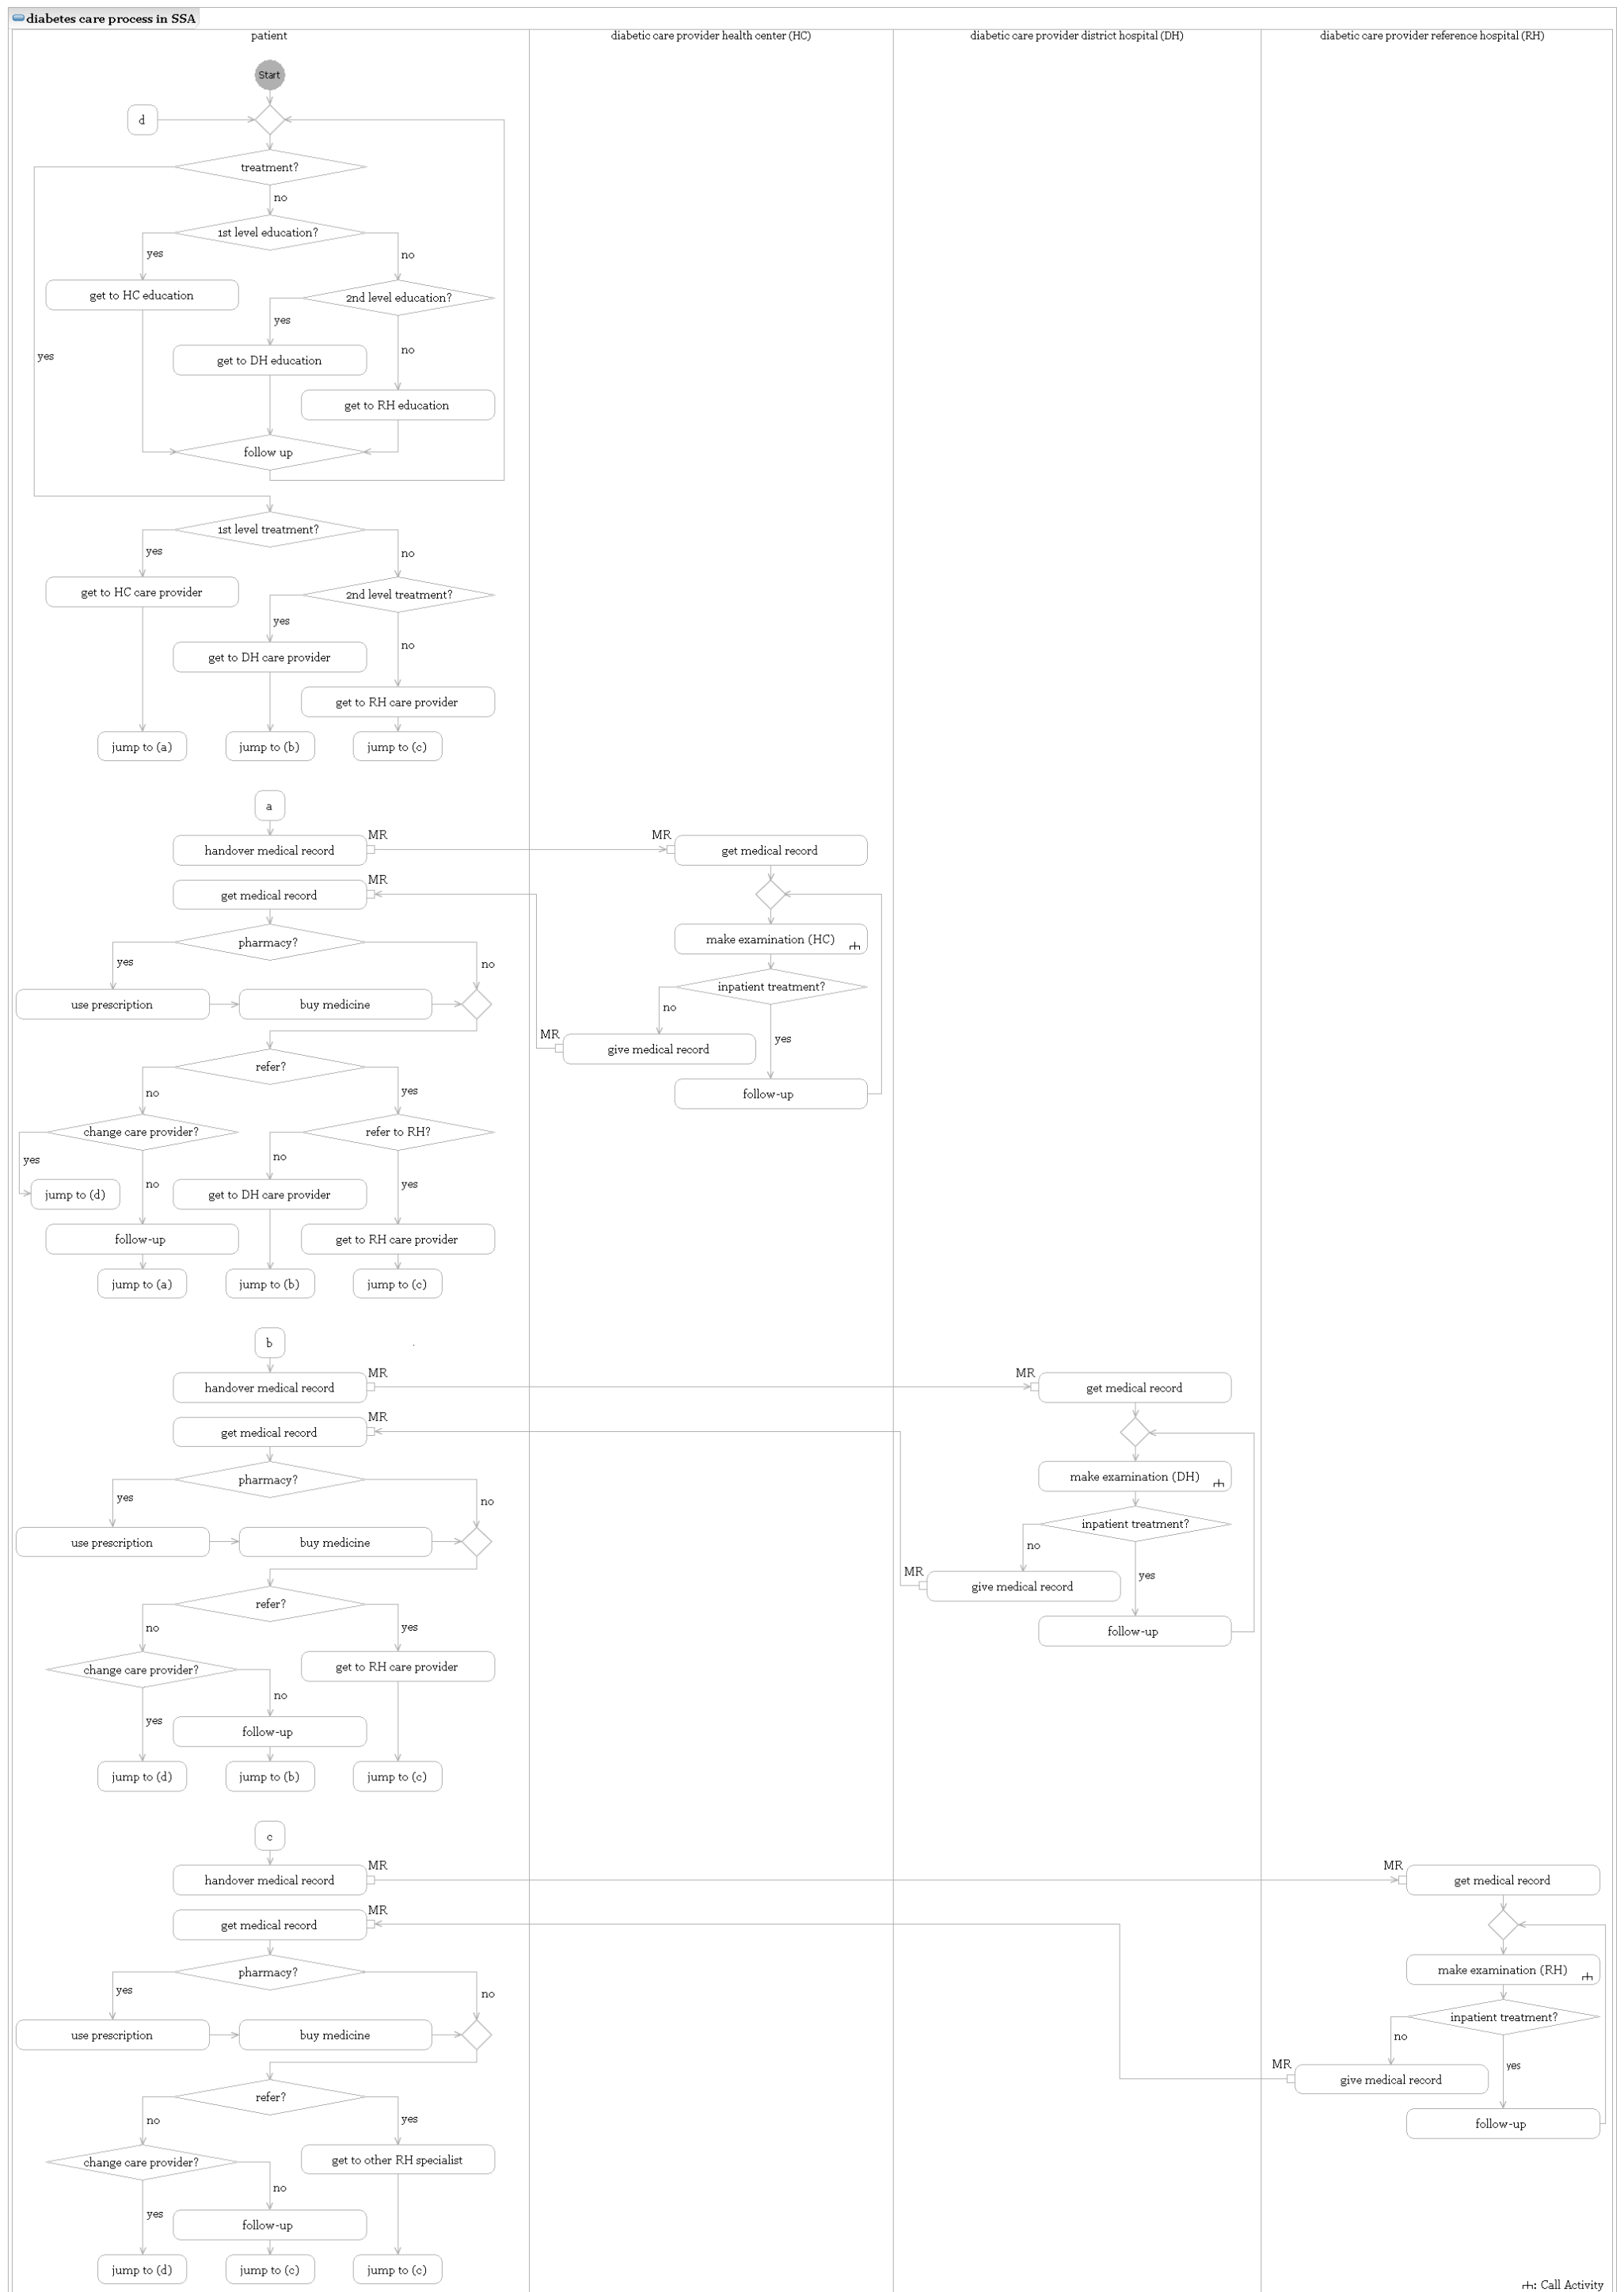 diabetes care process in SSA
patient
diabetic care provider health center (HC)
diabetic care provider district hospital (DH)
diabetic care provider reference hospital (RH)
Start
d
treatment?
no
1st level education?
yes
no
get to HC education
2nd level education?
yes
no
yes
get to DH education
get to RH education
follow up
1st level treatment?
yes
no
get to HC care provider
2nd level treatment?
yes
no
get to DH care provider
get to RH care provider
jump to (a)
jump to (b)
jump to (c)
a
MR
MR
handover medical record
get medical record
MR
get medical record
make examination (HC)
pharmacy?
yes
no
inpatient treatment?
use prescription
buy medicine
no
MR
yes
give medical record
refer?
no
yes
follow-up
change care provider?
refer to RH?
yes
no
no
yes
jump to (d)
get to DH care provider
follow-up
get to RH care provider
jump to (a)
jump to (b)
jump to (c)
b
MR
MR
handover medical record
get medical record
MR
get medical record
make examination (DH)
pharmacy?
yes
no
inpatient treatment?
use prescription
buy medicine
no
MR
yes
give medical record
refer?
no
yes
follow-up
change care provider?
get to RH care provider
no
yes
follow-up
jump to (d)
jump to (b)
jump to (c)
c
MR
MR
handover medical record
get medical record
MR
get medical record
make examination (RH)
pharmacy?
yes
no
inpatient treatment?
use prescription
buy medicine
no
MR
yes
give medical record
refer?
no
yes
follow-up
change care provider?
get to other RH specialist
no
yes
follow-up
jump to (d)
jump to (c)
jump to (c)
: Call Activity